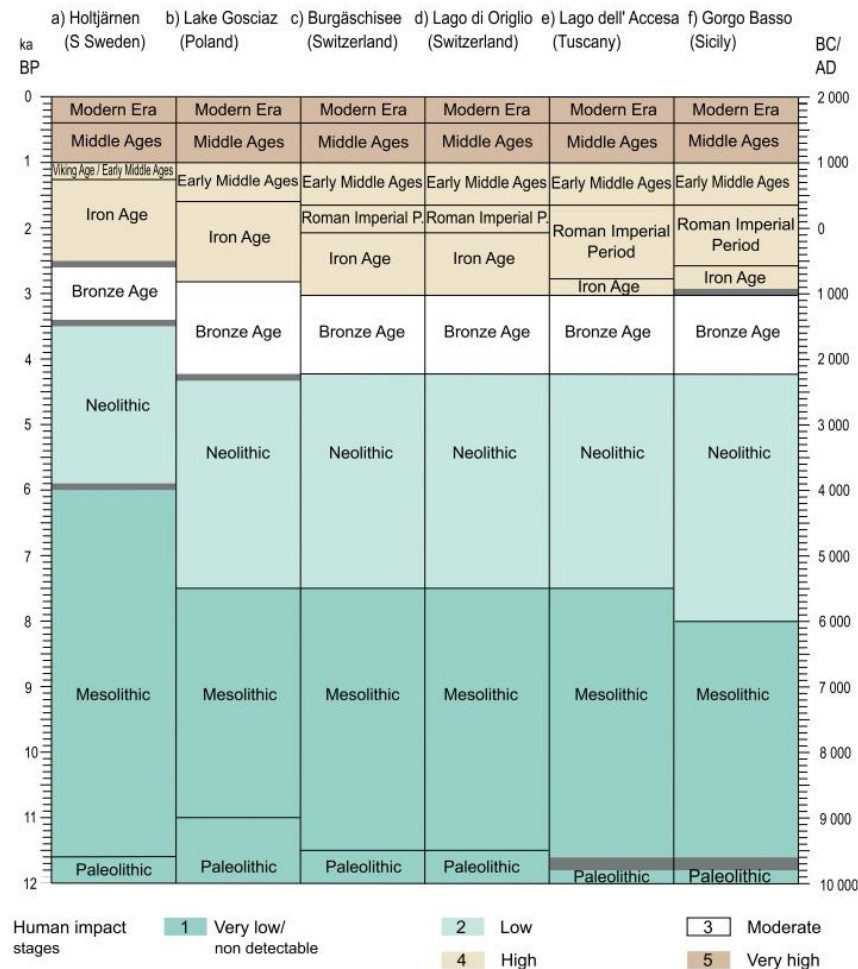 a) Holtjärnen b) Lake Gosciaz c) Burgäschisee d) Lago di Origlio e) Lago dell' Accesa f) Gorgo Basso
(S Sweden) (Poland) (Switzerland) (Switzerland) (Tuscany) (Sicily)
ka
BP
BC/
AD
0 Modern Era Modern Era Modern Era Modern Era Modern Era Modern Era 2 000
Middle Ages Middle Ages Middle Ages Middle Ages Middle Ages Middle Ages
1 1 000
Viking Age / Early Middle Ages
Early Middle Ages Early Middle Ages Early Middle Ages Early Middle Ages Early Middle Ages
Iron Age Iron Age Roman Imperial P. Roman Imperial P. Roman Imperial
Period Roman Imperial
Period
2 0
Iron Age Iron Age Iron Age Iron Age
Bronze Age
3 1 000
Bronze Age Bronze Age Bronze Age Bronze Age Bronze Age
4 2 000
Neolithic Neolithic Neolithic Neolithic Neolithic Neolithic
5 3 000
6 4 000
7 5 000
8 6 000
9 7 000
Mesolithic Mesolithic Mesolithic Mesolithic Mesolithic Mesolithic
10 8 000
11 9 000
Paleolithic Paleolithic Paleolithic Paleolithic Paleolithic Paleolithic
12 10 000
Human impact
stages
1 Very low/
non detectable
2 Low
3 Moderate
4 High
5 Very high